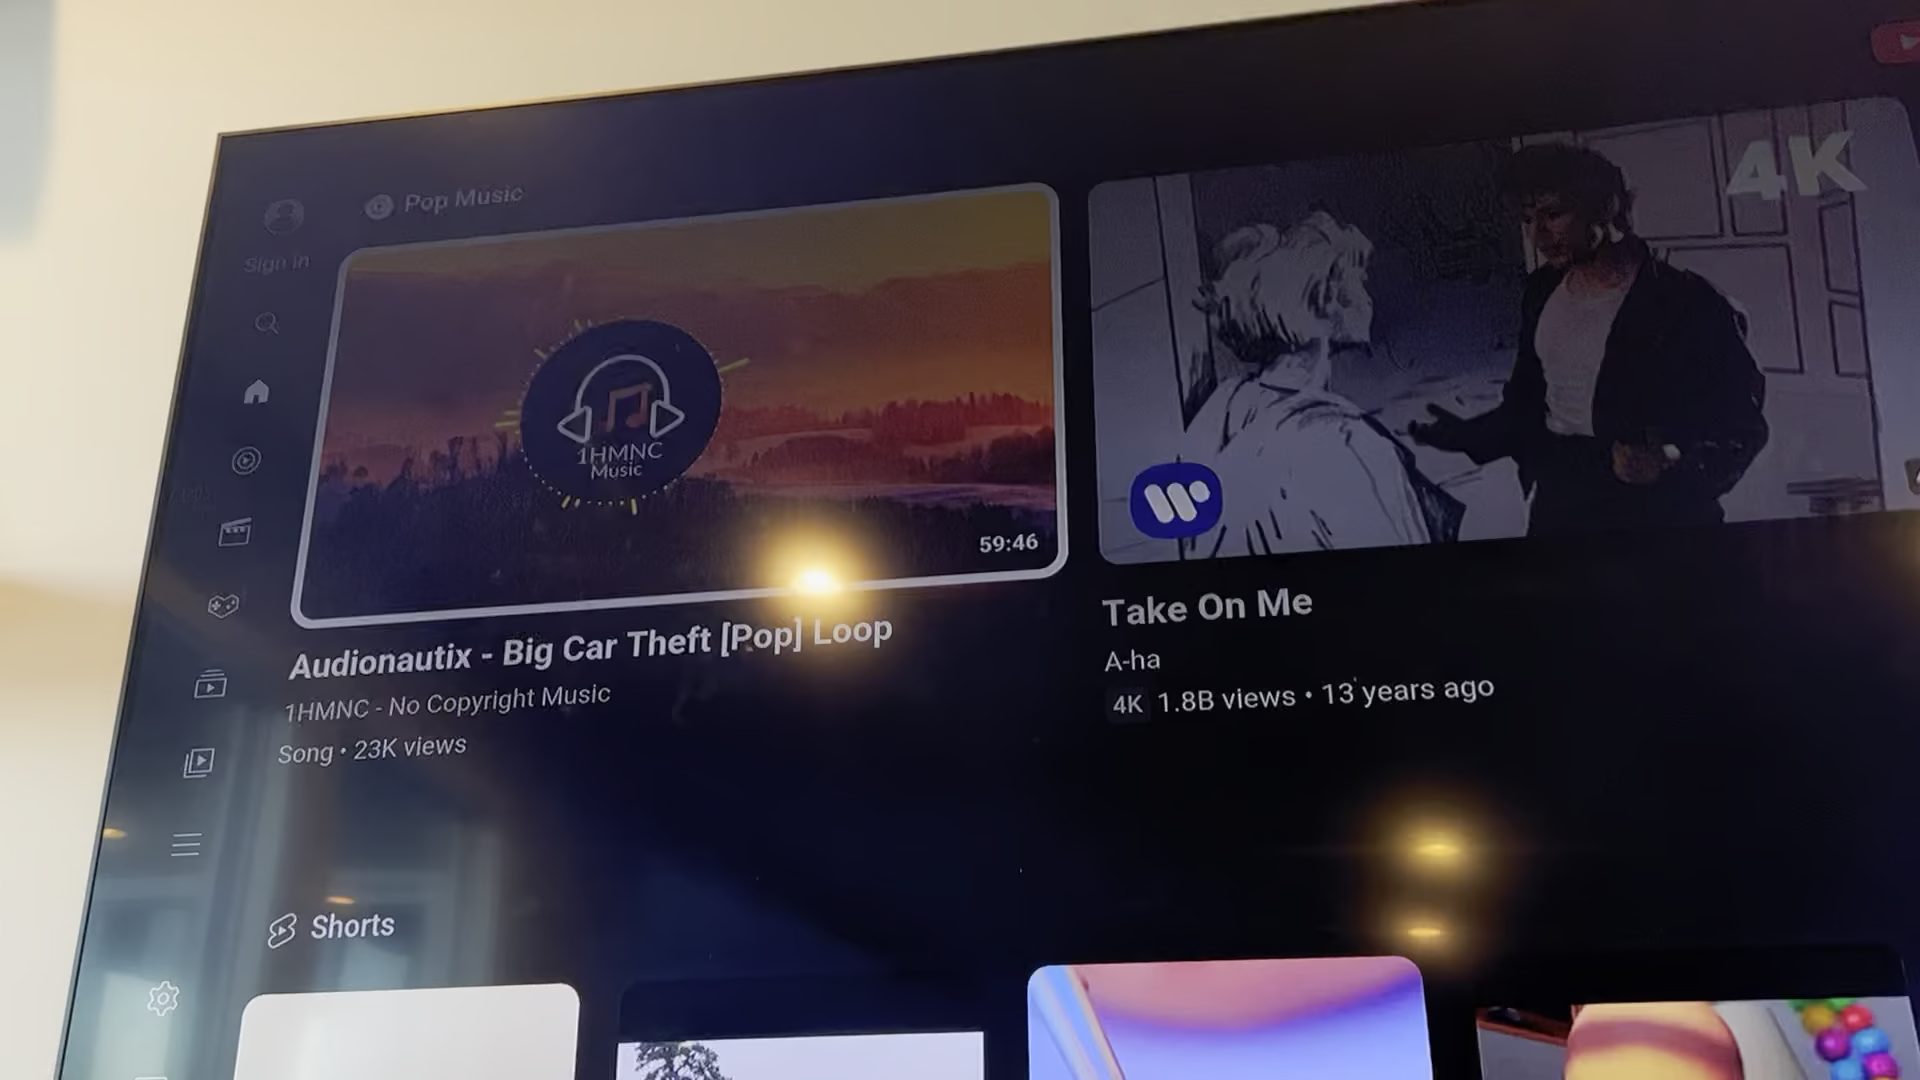 Pop Music
Sign in
4K
1HMNC
Music
59:46
Audionautix - Big Car Theft [Pop] Loop
1HMNC - No Copyright Music
Song • 23K views
Take On Me
A-ha
4K 1.8B views • 13 years ago
Shorts